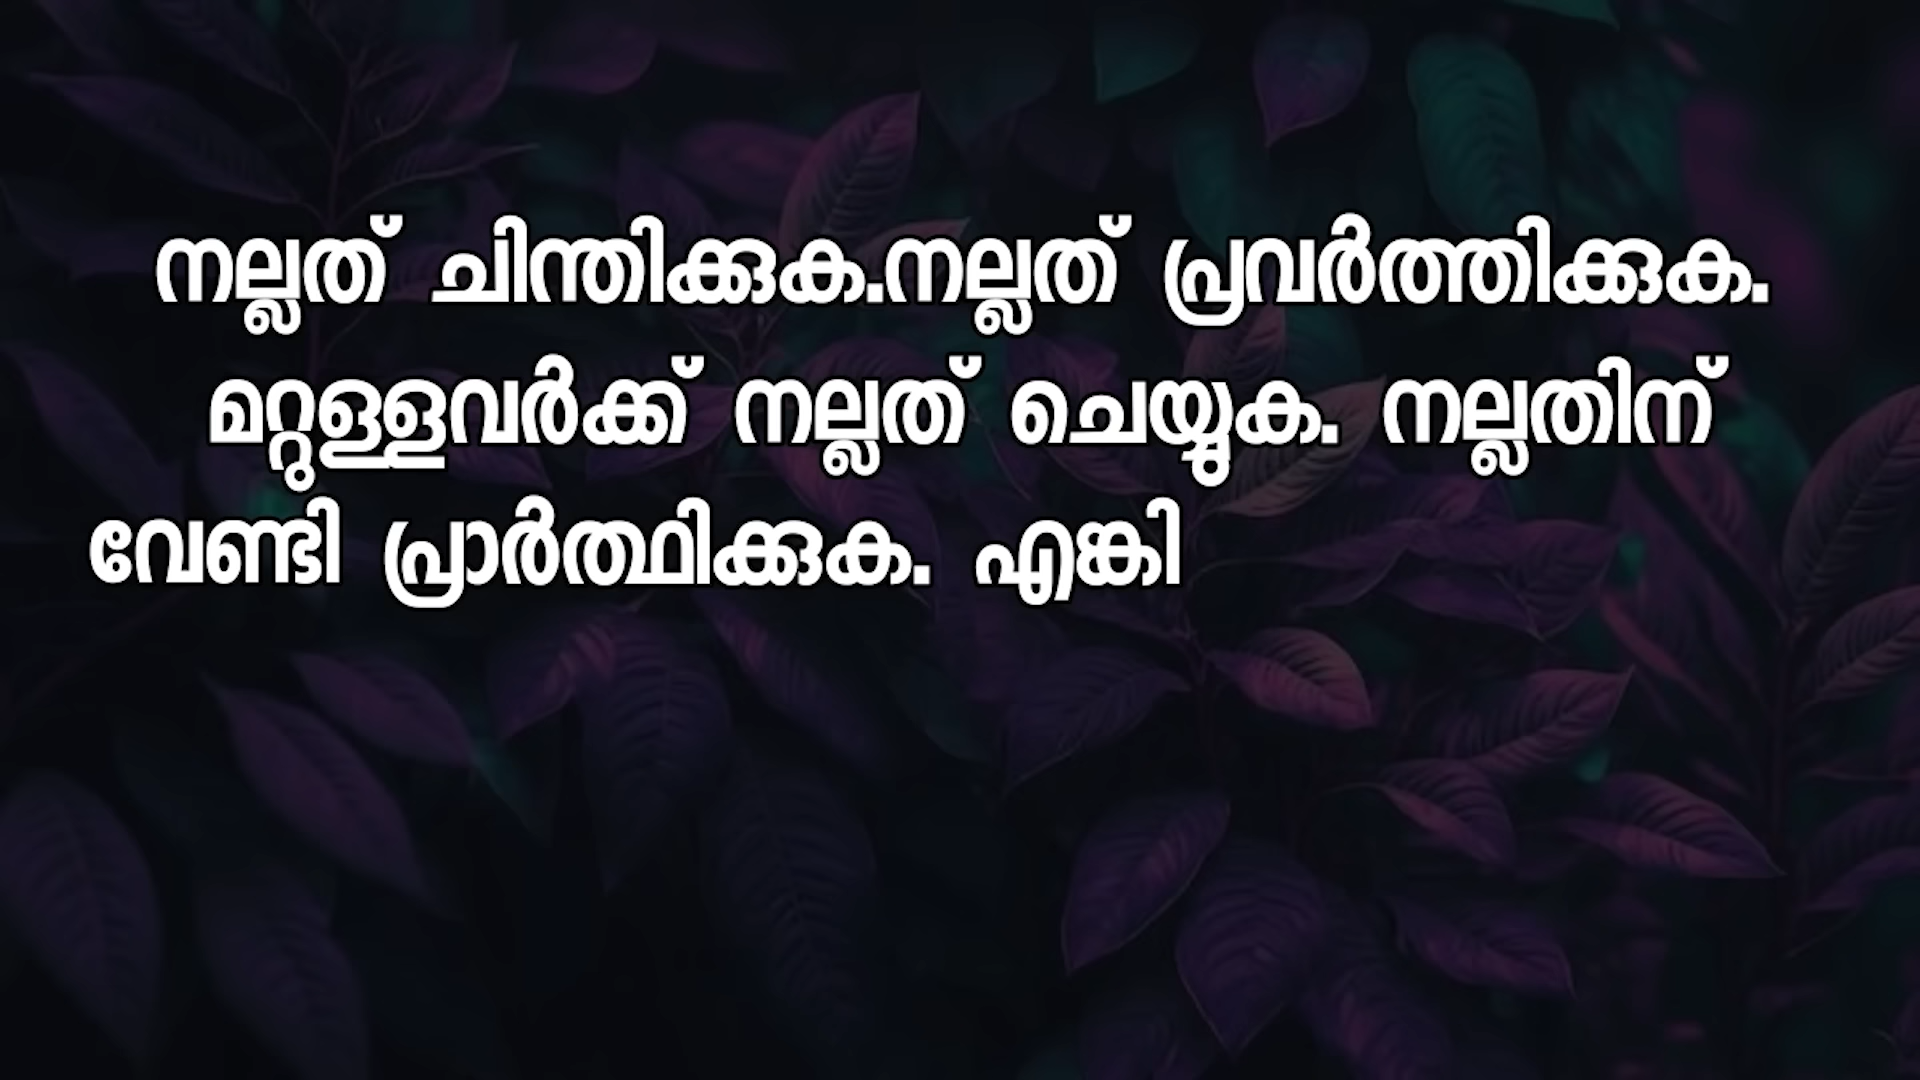 നല്ലത് ചിന്തിക്കുക.നല്ലത് പ്രവർത്തിക്കുക.
മറ്റുള്ളവർക്ക് നല്ലത് ചെയ്യുക. നല്ലതിന്
വേണ്ടി പ്രാർത്ഥിക്കുക. എങ്കി